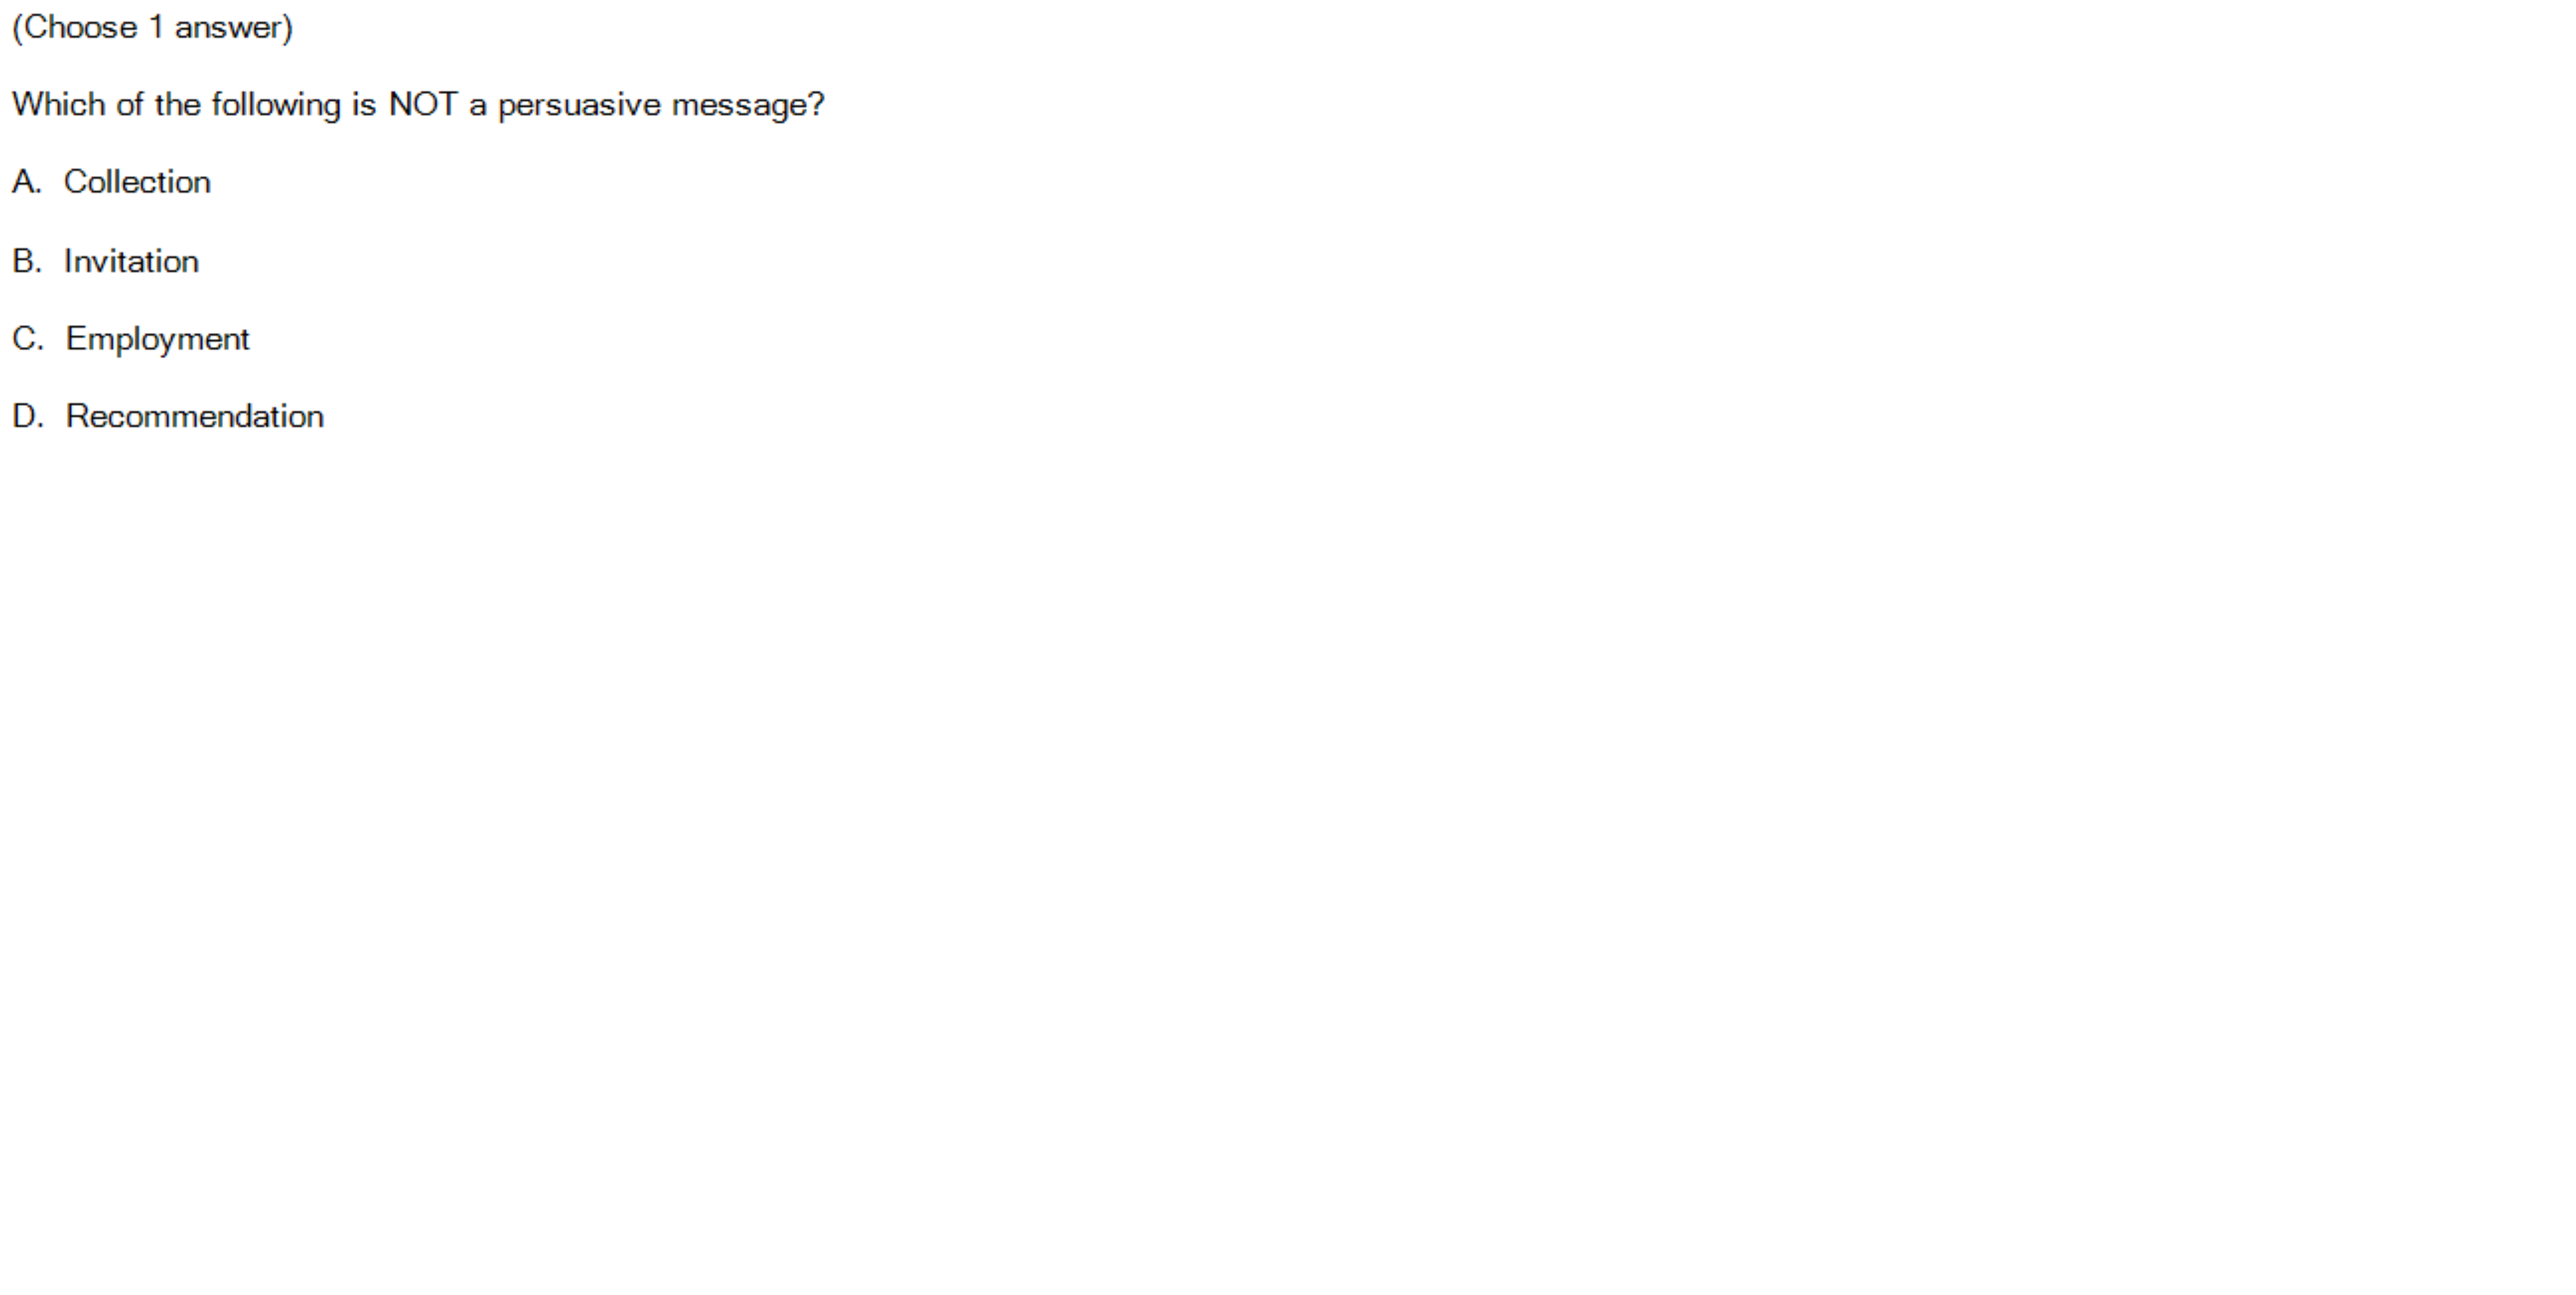 (Choose 1 answer)
Which of the following is NOT a persuasive message?
A. Collection
B. Invitation
C. Employment
D. Recommendation